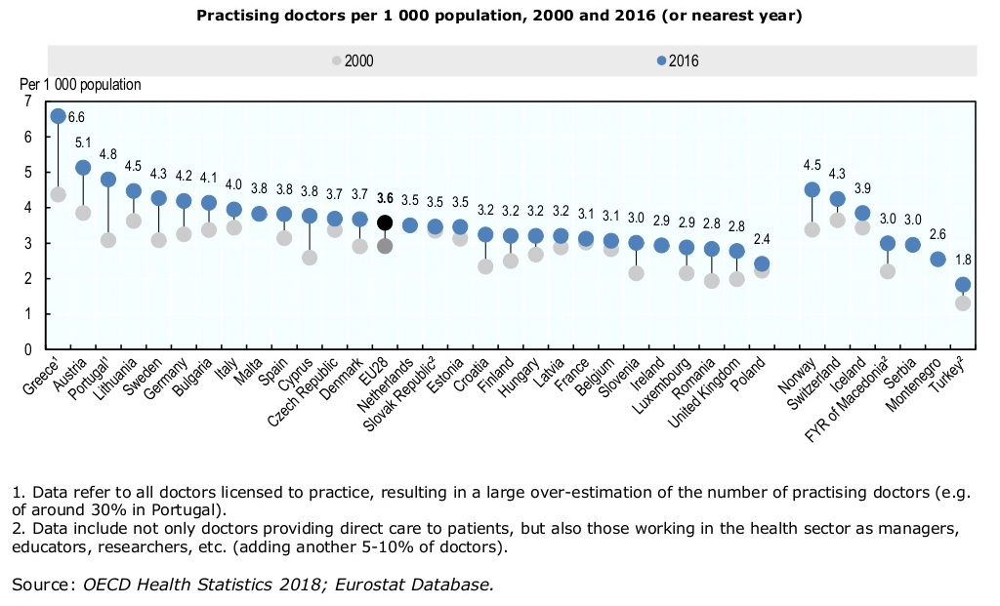 Practising doctors per 1 000 population, 2000 and 2016 (or nearest year)
2000 2016
Per 1 000 population
7
6
5
4
3
2
1
0
6.6 5.1 4.8 4.5 4.3 4.2 4.1 4.0 3.8 3.8 3.8 3.7 3.7 3.6 3.5 3.5 3.5 3.2 3.2 3.2 3.2 3.1 3.1 3.0 2.9 2.9 2.8 2.8 2.4 4.5 4.3 3.9 3.0 3.0 2.6 1.8
Greece¹
Austria
Portugal¹
Lithuania
Sweden
Germany
Bulgaria
Italy
Malta
Spain
Cyprus
Czech Republic
Denmark
EU28
Netherlands
Slovak Republic²
Estonia
Croatia
Finland
Hungary
Latvia
France
Belgium
Slovenia
Ireland
Luxembourg
Romania
United Kingdom
Poland
Norway
Switzerland
Iceland
FYR of Macedonia²
Serbia
Montenegro
Turkey²
1. Data refer to all doctors licensed to practice, resulting in a large over-estimation of the number of practising doctors (e.g.
of around 30% in Portugal).
2. Data include not only doctors providing direct care to patients, but also those working in the health sector as managers,
educators, researchers, etc. (adding another 5-10% of doctors).
Source: OECD Health Statistics 2018; Eurostat Database.